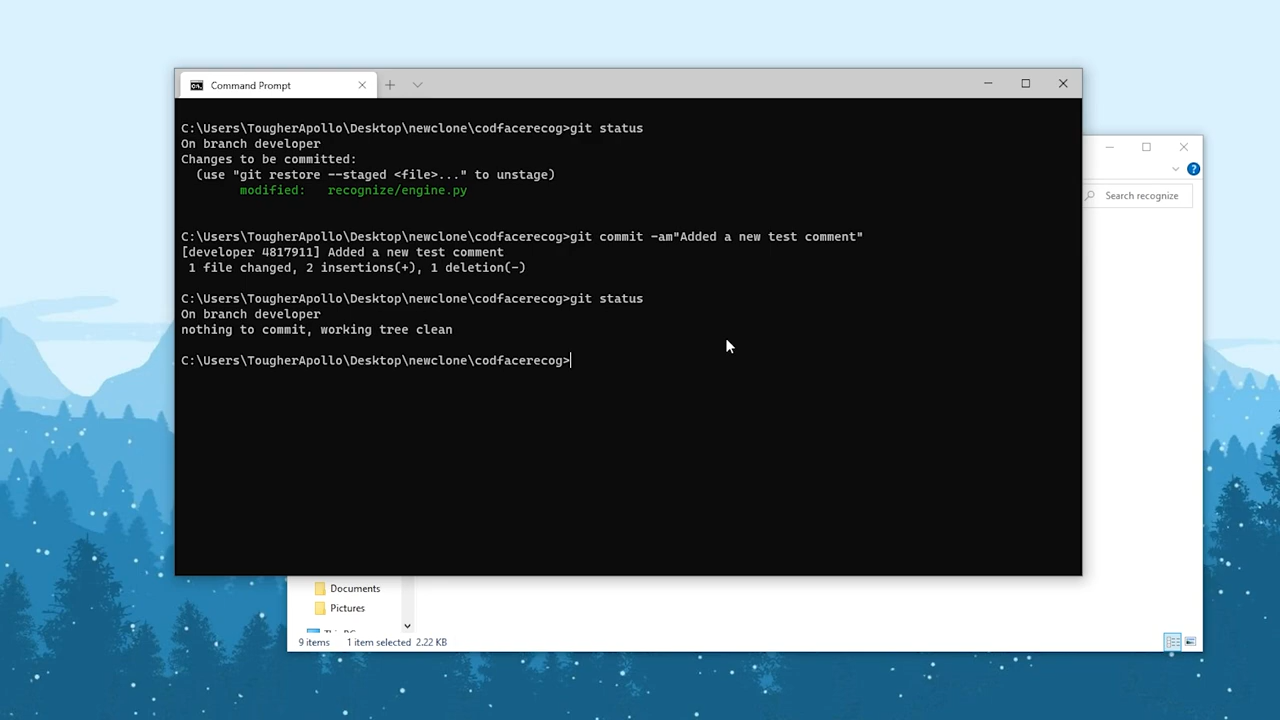 Command Prompt
C:\Users\TougherApollo\Desktop\newclone\codfacerecog>git status
On branch developer
Changes to be committed:
  (use "git restore --staged <file>..." to unstage)
        modified:   recognize/engine.py
C:\Users\TougherApollo\Desktop\newclone\codfacerecog>git commit -am"Added a new test comment"
[developer 4817911] Added a new test comment
 1 file changed, 2 insertions(+), 1 deletion(-)
C:\Users\TougherApollo\Desktop\newclone\codfacerecog>git status
On branch developer
nothing to commit, working tree clean
C:\Users\TougherApollo\Desktop\newclone\codfacerecog>
Search recognize
Documents
Pictures
9 items 1 item selected 2.22 KB